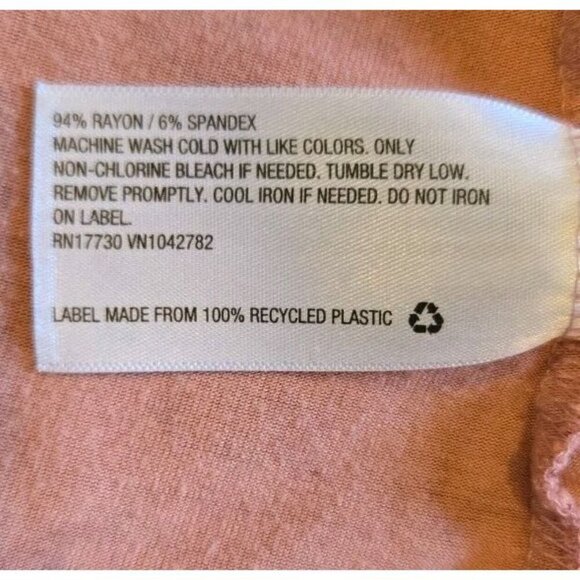 94% RAYON / 6% SPANDEX
MACHINE WASH COLD WITH LIKE COLORS. ONLY
NON-CHLORINE BLEACH IF NEEDED. TUMBLE DRY LOW.
REMOVE PROMPTLY. COOL IRON IF NEEDED. DO NOT IRON
ON LABEL.
RN17730 VN1042782
LABEL MADE FROM 100% RECYCLED PLASTIC